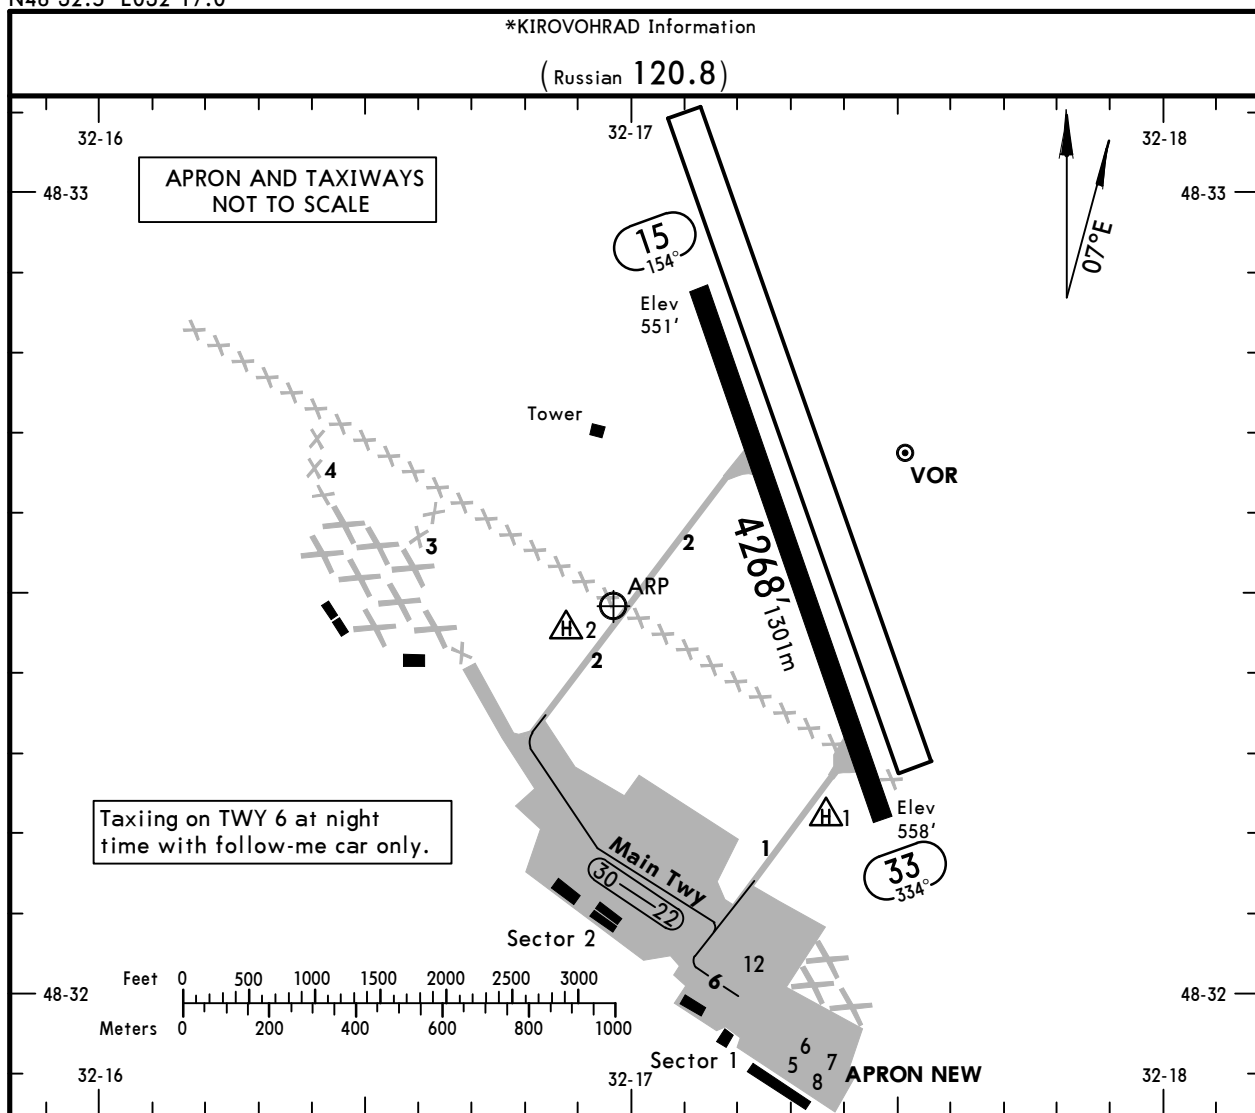 *KIROVOHRAD Information
(Russian 120.8)
32-16
32-17
32-18
48-33
48-33
APRON AND TAXIWAYS
NOT TO SCALE
07°E
15
154°
Elev
551'
Tower
VOR
4
3
2
4268'
1301m
ARP
H 2
2
Taxiing on TWY 6 at night
time with follow-me car only.
H 1
Elev
558'
33
334°
1
Main Twy
30 22
Sector 2
12
6
Feet 0 500 1000 1500 2000 2500 3000
Meters 0 200 400 600 800 1000
48-32
48-32
Sector 1
6
5 7
8
APRON NEW
32-16
32-17
32-18